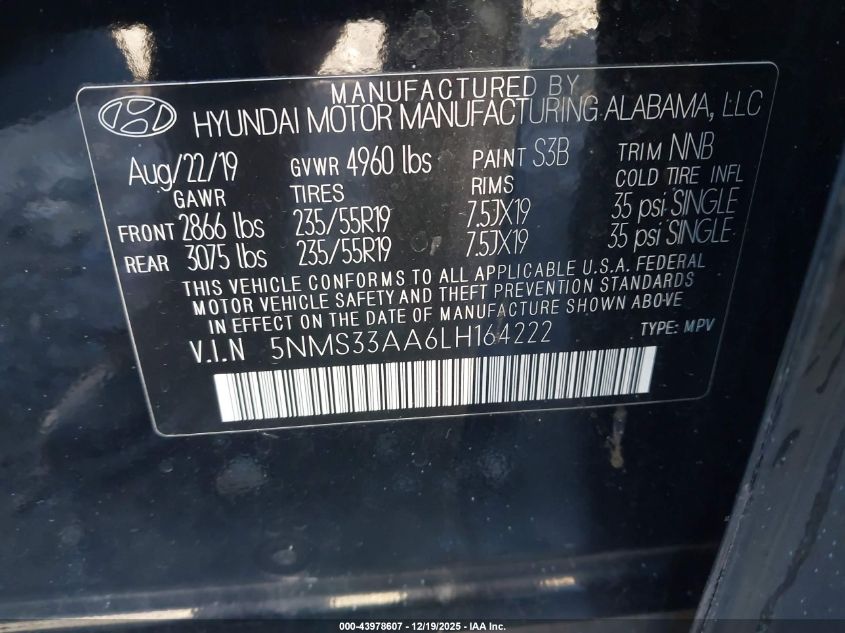 MANUFACTURED BY
HYUNDAI MOTOR MANUFACTURING ALABAMA, LLC
Aug/22/19 GVWR 4960 lbs PAINT S3B TRIM NNB
GAWR TIRES RIMS COLD TIRE INFL
FRONT 2866 lbs 235/55R19 7.5JX19 35 psi SINGLE
REAR 3075 lbs 235/55R19 7.5JX19 35 psi SINGLE
THIS VEHICLE CONFORMS TO ALL APPLICABLE U.S.A. FEDERAL
MOTOR VEHICLE SAFETY AND THEFT PREVENTION STANDARDS
IN EFFECT ON THE DATE OF MANUFACTURE SHOWN ABOVE
V.I.N 5NMS33AA6LH164222 TYPE: MPV
000-43978607 - 12/19/2025 - IAA Inc.